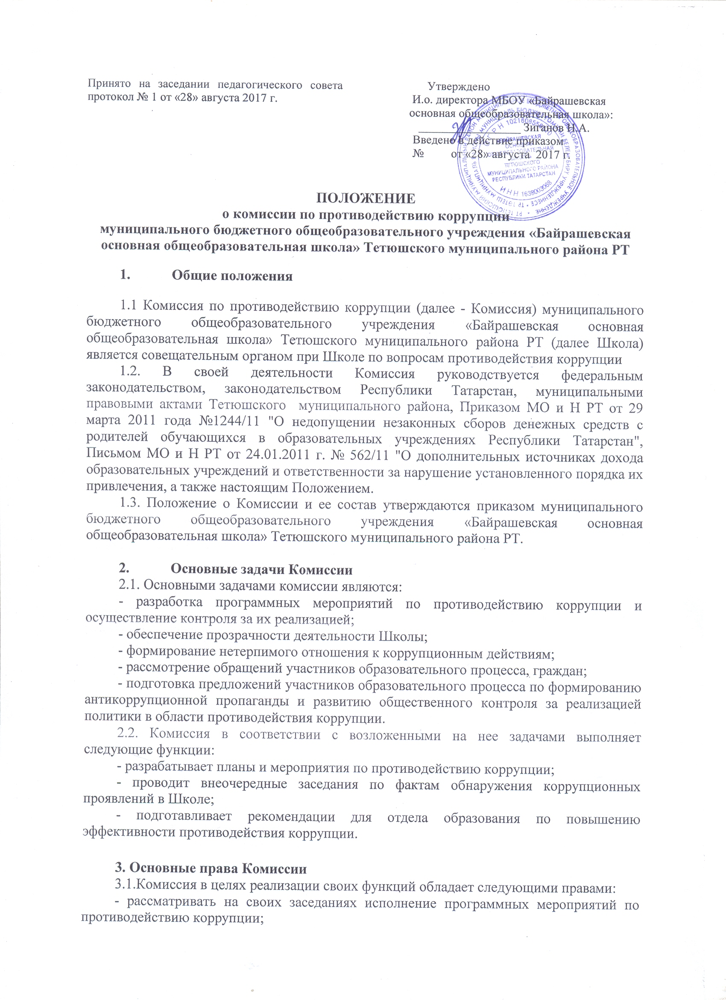 Принято на заседании педагогического совета
протокол № 1 от «28» августа 2017 г.
Утверждено
И.о. директора МБОУ «Байрашевская
основная общеобразовательная школа»:
________________ Зиганов Н.А.
Введено в действие приказом
№ от «28» августа 2017 г.
БАЙРАШЕВСКАЯ
ОСНОВНАЯ
ОБЩЕОБРАЗОВАТЕЛЬНАЯ
ТЕТЮШСКОГО
МУНИЦИПАЛЬНОГО РАЙОНА
РЕСПУБЛИКИ ТАТАРСТАН
ИНН 1638003068
ПОЛОЖЕНИЕ
о комиссии по противодействию коррупции
муниципального бюджетного общеобразовательного учреждения «Байрашевская
основная общеобразовательная школа» Тетюшского муниципального района РТ
1. Общие положения
1.1 Комиссия по противодействию коррупции (далее - Комиссия) муниципального
бюджетного общеобразовательного учреждения «Байрашевская основная
общеобразовательная школа» Тетюшского муниципального района РТ (далее Школа)
является совещательным органом при Школе по вопросам противодействия коррупции
1.2. В своей деятельности Комиссия руководствуется федеральным
законодательством, законодательством Республики Татарстан, муниципальными
правовыми актами Тетюшского муниципального района, Приказом МО и Н РТ от 29
марта 2011 года №1244/11 "О недопущении незаконных сборов денежных средств с
родителей обучающихся в образовательных учреждениях Республики Татарстан",
Письмом МО и Н РТ от 24.01.2011 г. № 562/11 "О дополнительных источниках дохода
образовательных учреждений и ответственности за нарушение установленного порядка их
привлечения, а также настоящим Положением.
1.3. Положение о Комиссии и ее состав утверждаются приказом муниципального
бюджетного общеобразовательного учреждения «Байрашевская основная
общеобразовательная школа» Тетюшского муниципального района РТ.
2. Основные задачи Комиссии
2.1. Основными задачами комиссии являются:
- разработка программных мероприятий по противодействию коррупции и
осуществление контроля за их реализацией;
- обеспечение прозрачности деятельности Школы;
- формирование нетерпимого отношения к коррупционным действиям;
- рассмотрение обращений участников образовательного процесса, граждан;
- подготовка предложений участников образовательного процесса по формированию
антикоррупционной пропаганды и развитию общественного контроля за реализацией
политики в области противодействия коррупции.
2.2. Комиссия в соответствии с возложенными на нее задачами выполняет
следующие функции:
- разрабатывает планы и мероприятия по противодействию коррупции;
- проводит внеочередные заседания по фактам обнаружения коррупционных
проявлений в Школе;
- подготавливает рекомендации для отдела образования по повышению
эффективности противодействия коррупции.
3. Основные права Комиссии
3.1.Комиссия в целях реализации своих функций обладает следующими правами:
- рассматривать на своих заседаниях исполнение программных мероприятий по
противодействию коррупции;